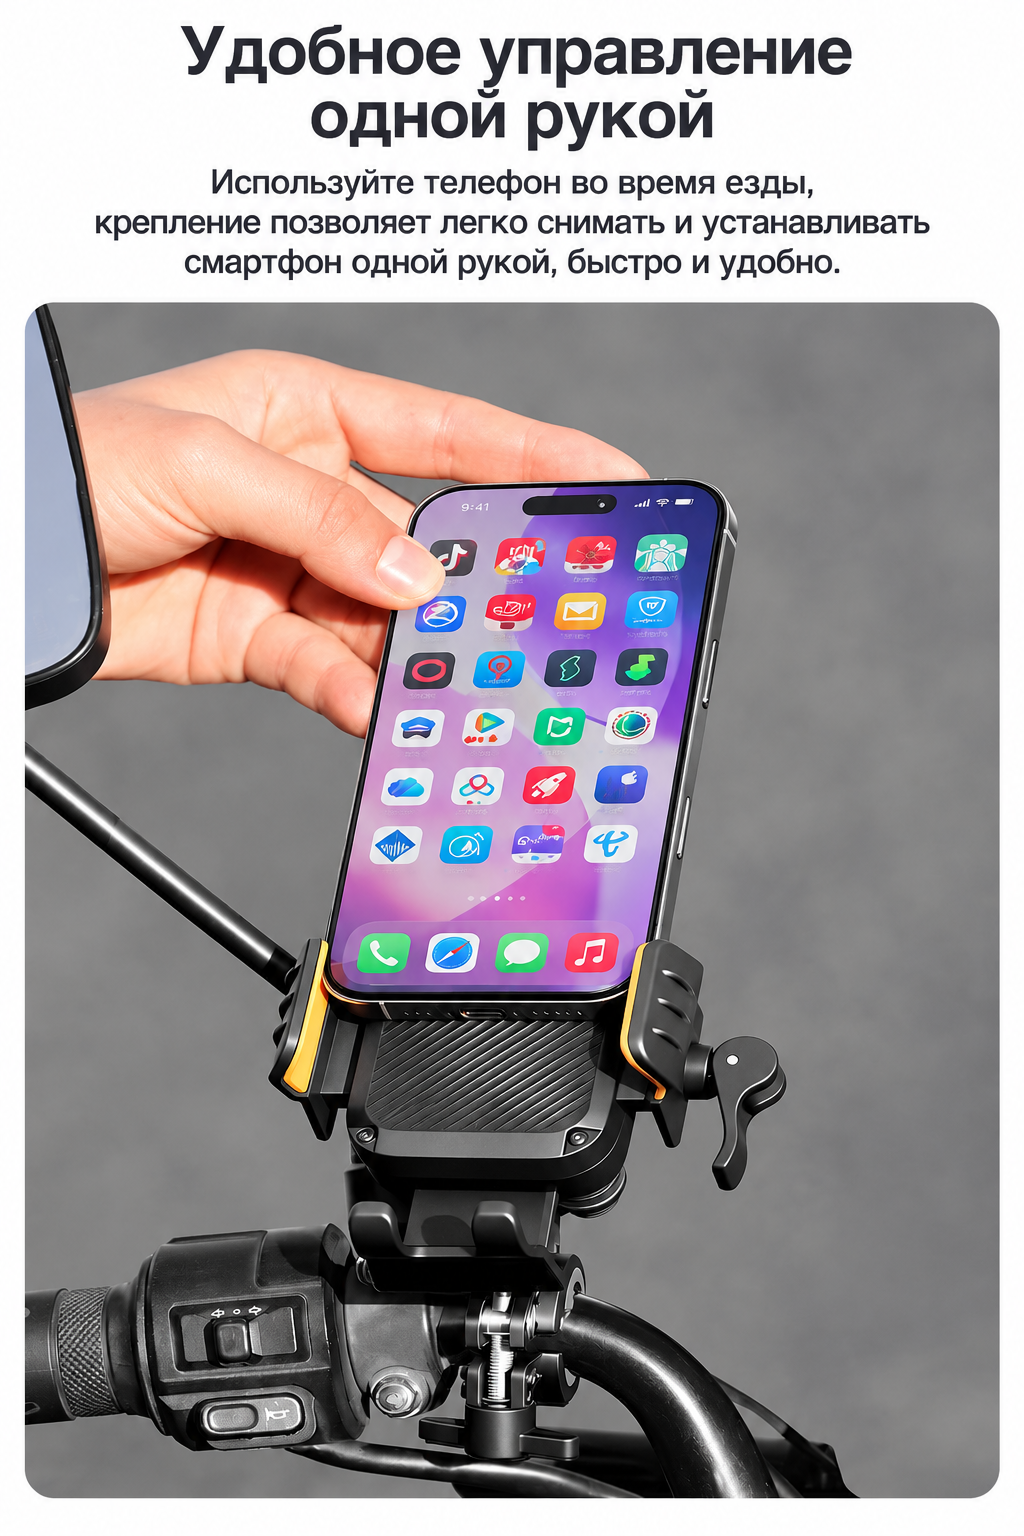 Удобное управление
одной рукой
Используйте телефон во время езды,
крепление позволяет легко снимать и устанавливать
смартфон одной рукой, быстро и удобно.
9:41